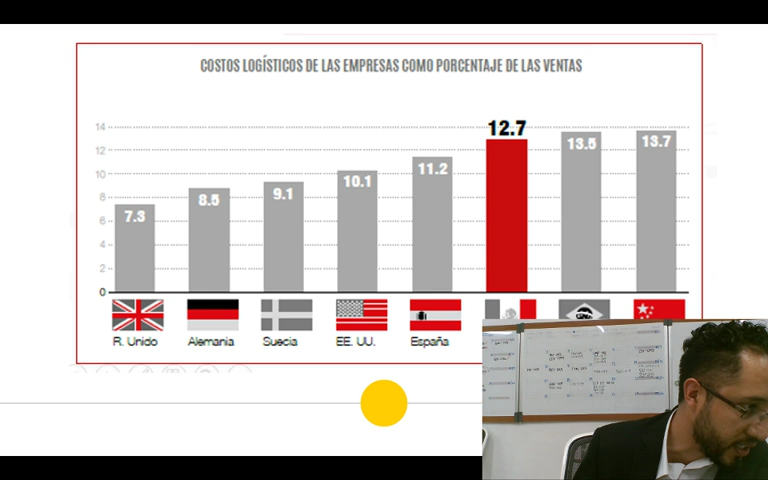 COSTOS LOGÍSTICOS DE LAS EMPRESAS COMO PORCENTAJE DE LAS VENTAS
14
12
10
8
6
4
2
0
7.3
8.5
9.1
10.1
11.2
12.7
13.5
13.7
R. Unido
Alemania
Suecia
EE. UU.
España